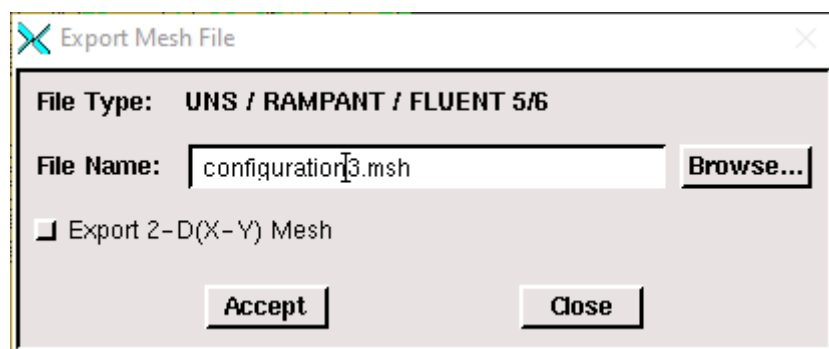 Export Mesh File
File Type: UNS / RAMPANT / FLUENT 5/6
File Name: configuration3.msh Browse...
Export 2-D(X-Y) Mesh
Accept Close